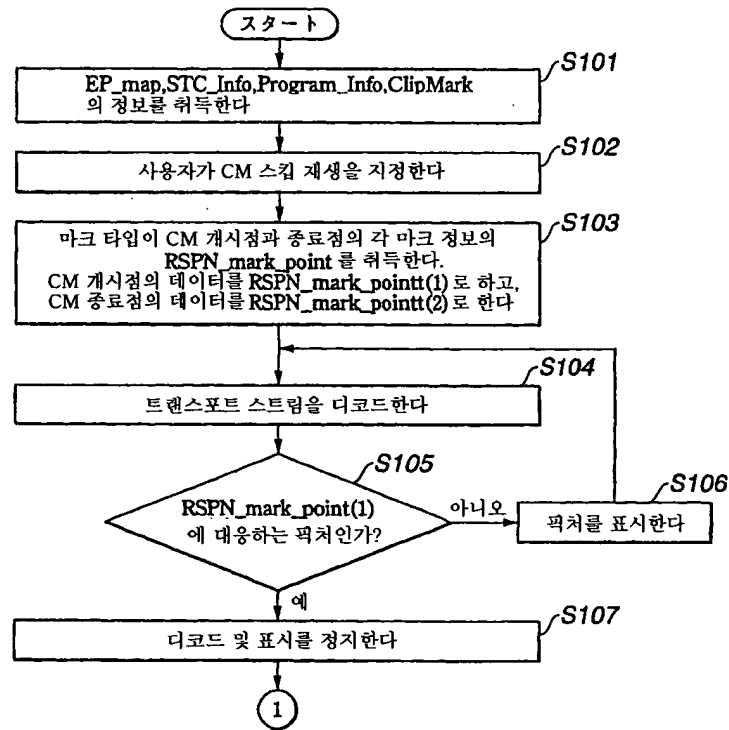 スタート
S101
EP_map,STC_Info,Program_Info,ClipMark
의 정보를 취득한다
S102
사용자가 CM 스킵 재생을 지정한다
S103
마크 타입이 CM 개시점과 종료점의 각 마크 정보의
RSPN_mark_point 를 취득한다.
CM 개시점의 데이터를 RSPN_mark_pointt(1)로 하고,
CM 종료점의 데이터를 RSPN_mark_pointt(2)로 한다
S104
트랜스포트 스트림을 디코드한다
S105
RSPN_mark_point(1)
에 대응하는 픽처인가?
아니오
S106
픽처를 표시한다
예
S107
디코드 및 표시를 정지한다
1